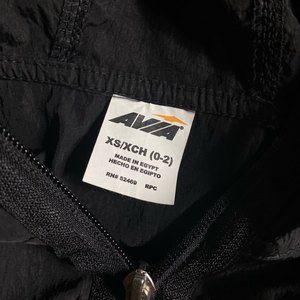 AVIA®
XS/XCH (0-2)
MADE IN EGYPT
HECHO EN EGIPTO
RN# 52469 RPC